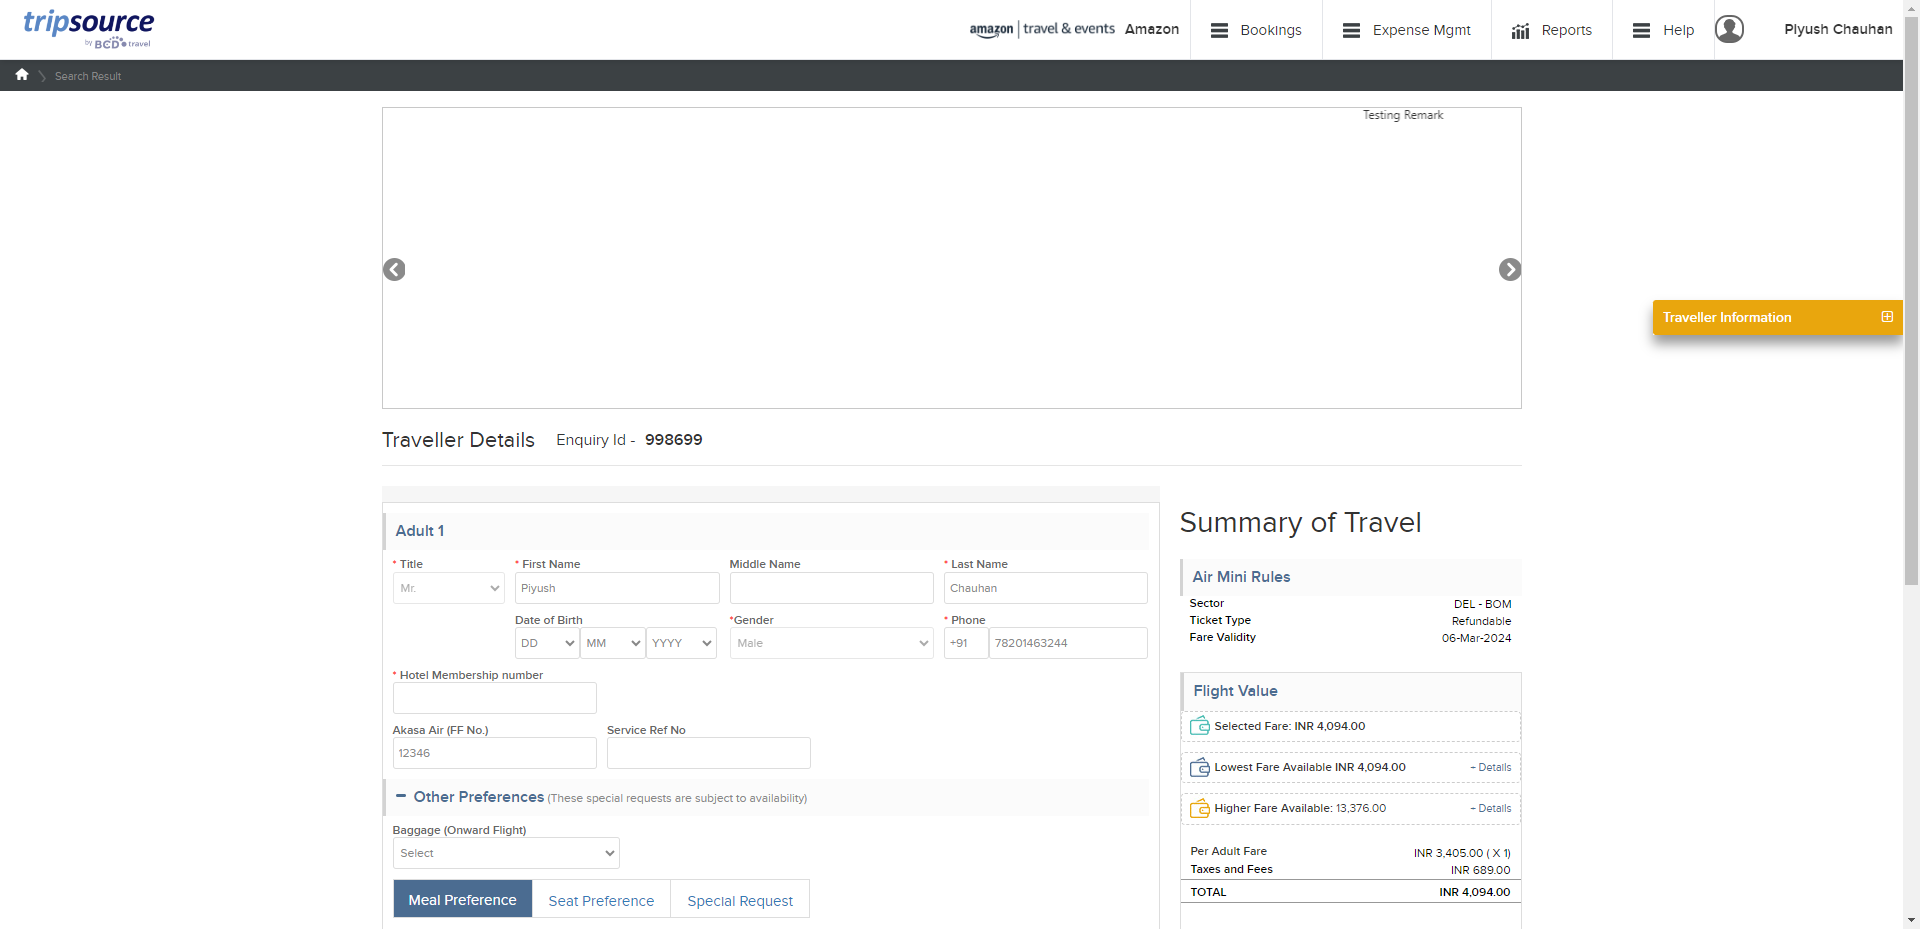 tripsource
by BCD travel
amazon | travel & events Amazon
Bookings
Expense Mgmt
Reports
Help
Piyush Chauhan
Search Result
Testing Remark
Traveller Information
Traveller Details Enquiry Id - 998699
Adult 1
* Title * First Name Middle Name * Last Name
Mr. Piyush Chauhan
Date of Birth *Gender * Phone
DD MM YYYY Male +91 78201463244
* Hotel Membership number
Akasa Air (FF No.) Service Ref No
12346
Other Preferences (These special requests are subject to availability)
Baggage (Onward Flight)
Select
Meal Preference Seat Preference Special Request
Summary of Travel
Air Mini Rules
Sector DEL - BOM
Ticket Type Refundable
Fare Validity 06-Mar-2024
Flight Value
Selected Fare: INR 4,094.00
Lowest Fare Available INR 4,094.00 + Details
Higher Fare Available: 13,376.00 + Details
Per Adult Fare INR 3,405.00 ( X 1)
Taxes and Fees INR 689.00
TOTAL INR 4,094.00